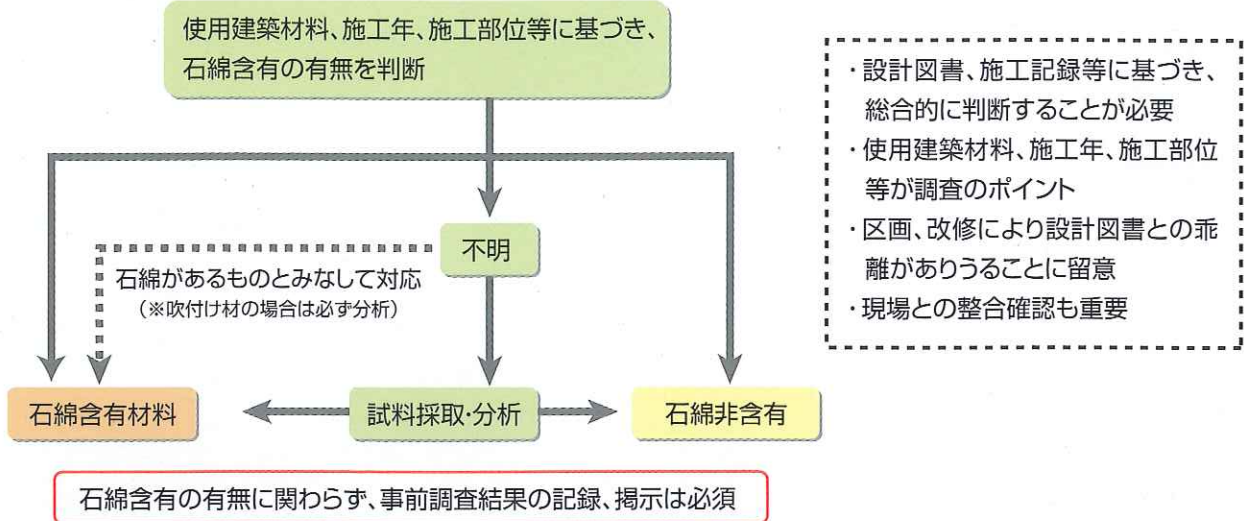 使用建築材料、施工年、施工部位等に基づき、
石綿含有の有無を判断
・設計図書、施工記録等に基づき、
総合的に判断することが必要
・使用建築材料、施工年、施工部位
等が調査のポイント
・区画、改修により設計図書との乖
離がありうることに留意
・現場との整合確認も重要
不明
石綿があるものとみなして対応
（※吹付け材の場合は必ず分析）
石綿含有材料
試料採取・分析
石綿非含有
石綿含有の有無に関わらず、事前調査結果の記録、掲示は必須